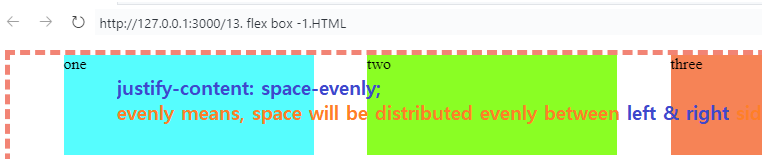 http://127.0.0.1:3000/13. flex box -1.HTML
one two three
justify-content: space-evenly;
evenly means, space will be distributed evenly between left & right